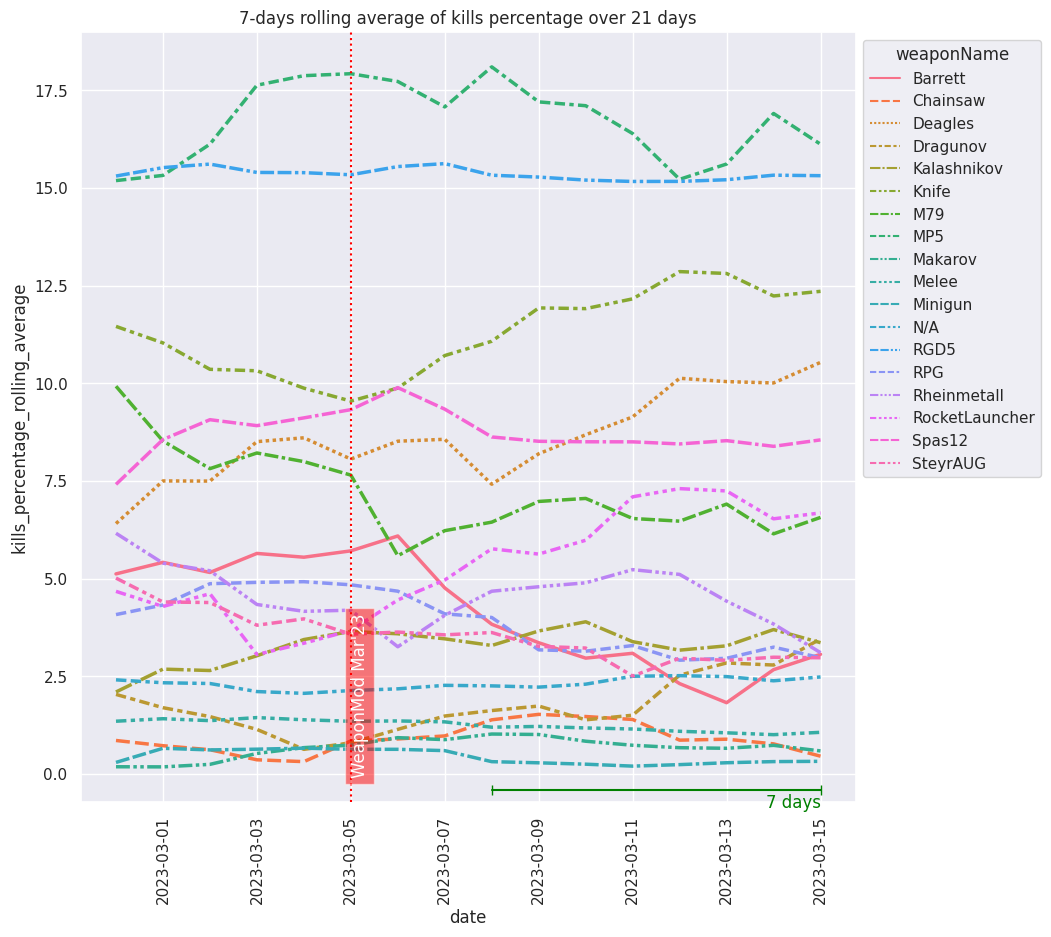 7-days rolling average of kills percentage over 21 days
kills_percentage_rolling_average
17.5
15.0
12.5
10.0
7.5
5.0
2.5
0.0
WeaponMod Mar'23
7 days
2023-03-01
2023-03-03
2023-03-05
2023-03-07
2023-03-09
2023-03-11
2023-03-13
2023-03-15
date
weaponName
Barrett
Chainsaw
Deagles
Dragunov
Kalashnikov
Knife
M79
MP5
Makarov
Melee
Minigun
N/A
RGD5
RPG
Rheinmetall
RocketLauncher
Spas12
SteyrAUG